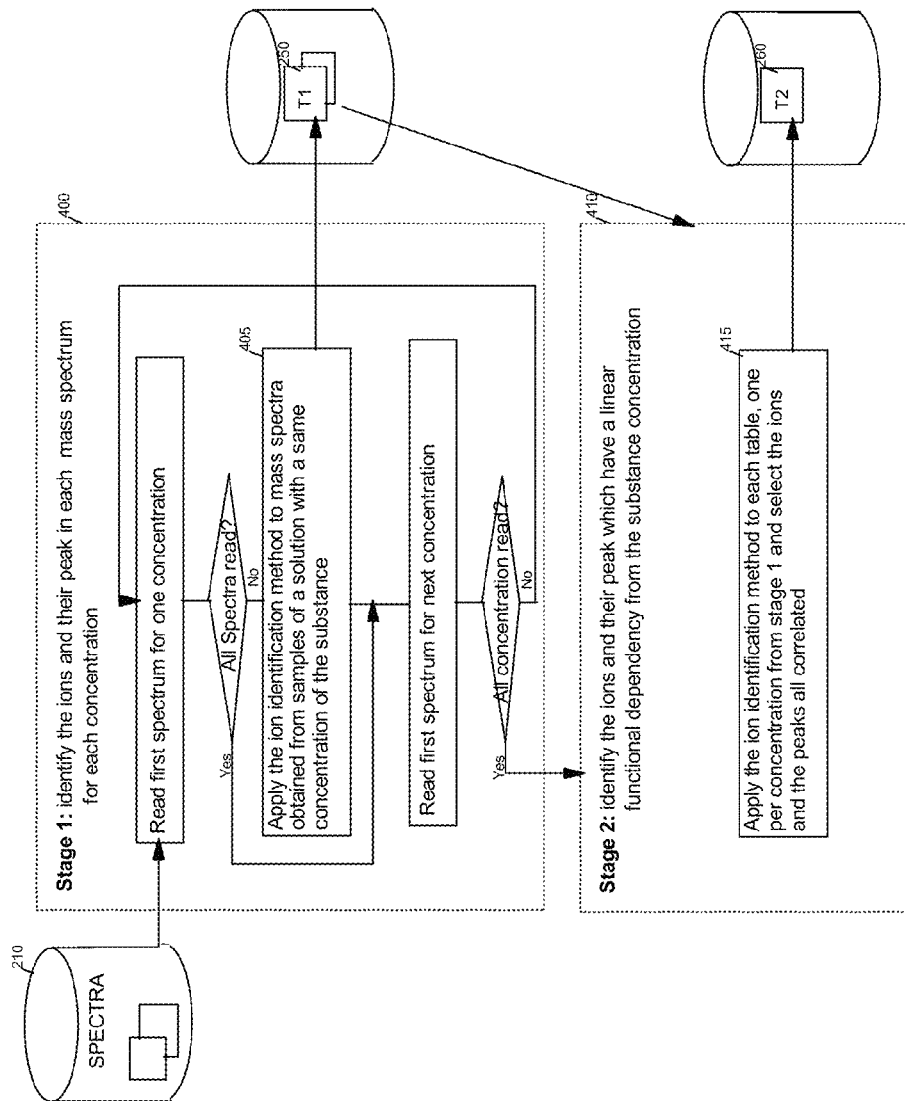 210
SPECTRA
400
Stage 1: identify the ions and their peak in each mass spectrum
for each concentration
Read first spectrum for one concentration
All Spectra read?
Yes
No
405
Apply the ion identification method to mass spectra
obtained from samples of a solution with a same
concentration of the substance
Read first spectrum for next concentration
All concentration read?
Yes
No
250
T1
410
Stage 2: identify the ions and their peak which have a linear
functional dependency from the substance concentration
415
Apply the ion identification method to each table, one
per concentration from stage 1 and select the ions
and the peaks all correlated
260
T2